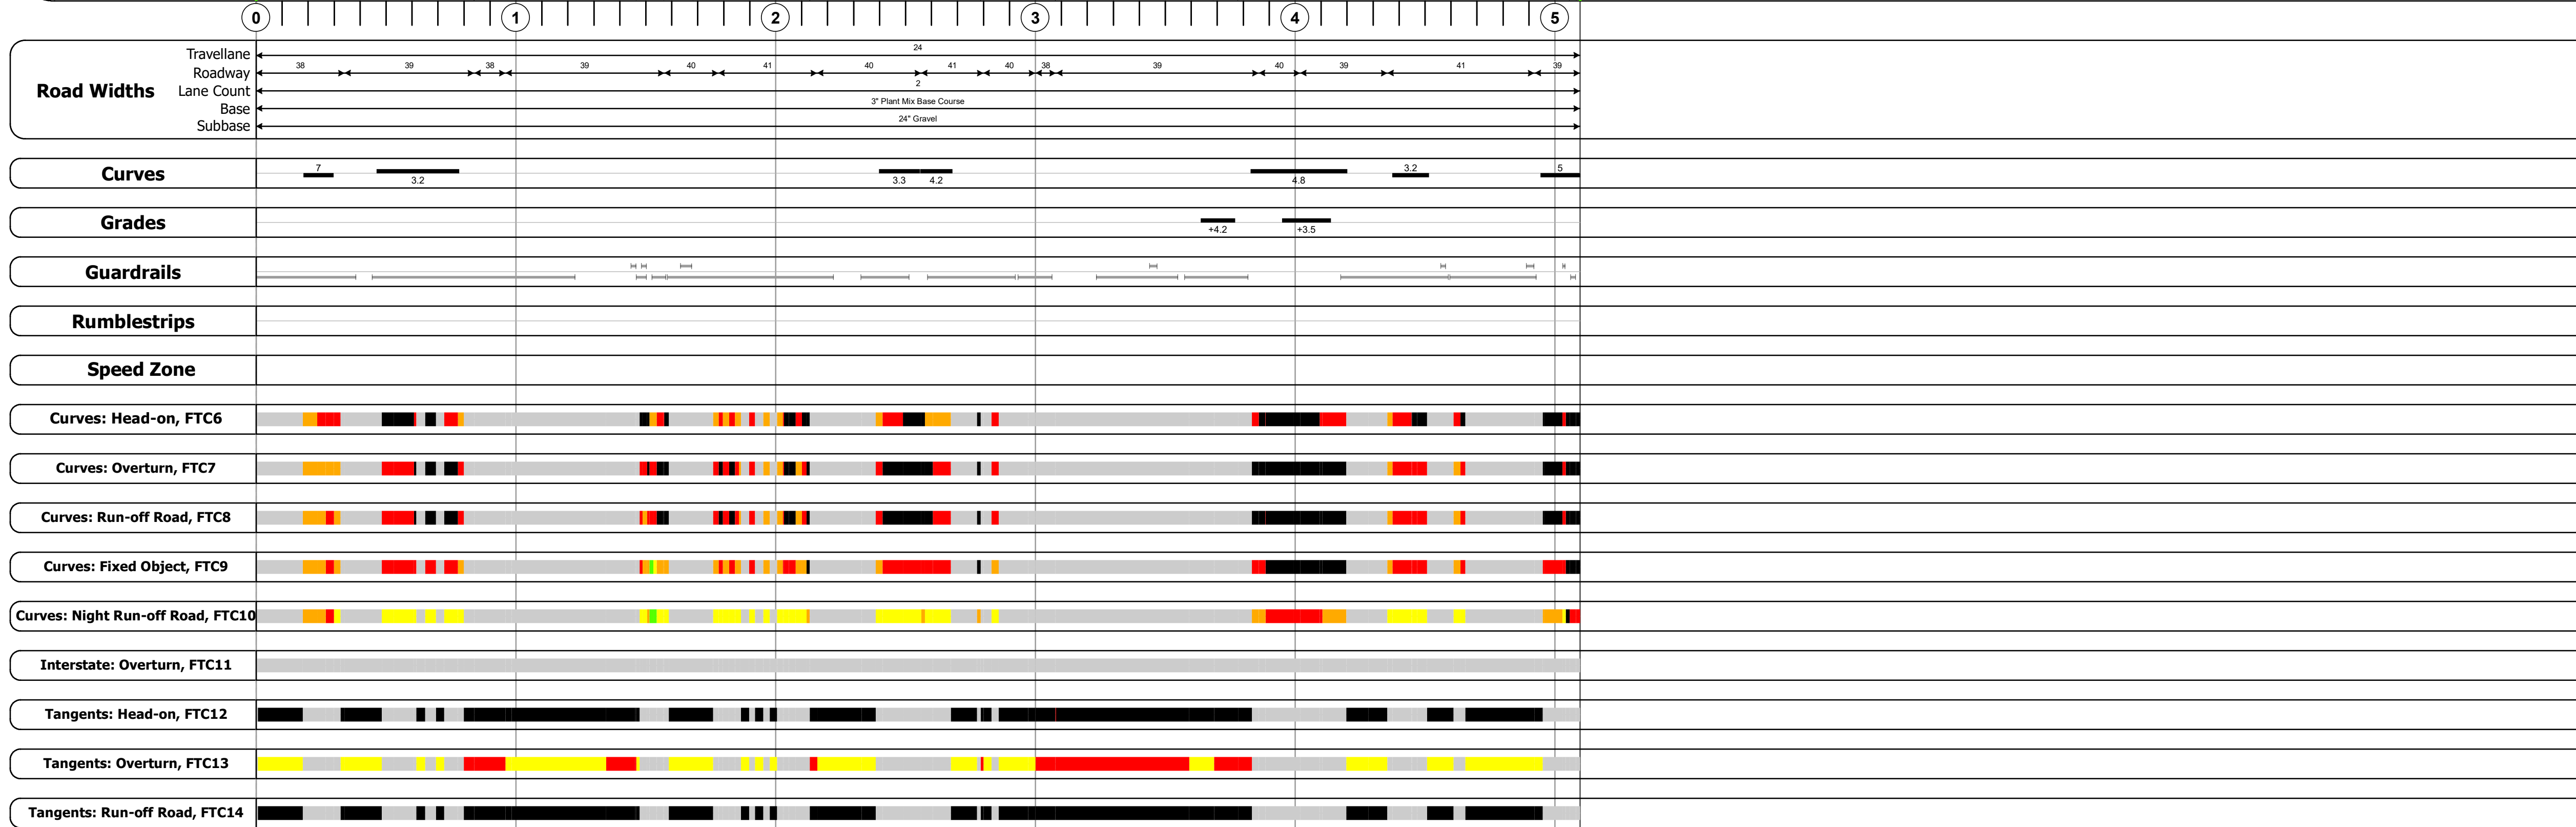 0 1 2 3 4 5
Travellane 24
Roadway 38 39 38 39 40 41 40 41 40 38 39 40 39 41 39
Road Widths
Lane Count 2
Base 3" Plant Mix Base Course
Subbase 24" Gravel
Curves
7 3.2 3.3 4.2 4.8 3.2 5
Grades
+4.2 +3.5
Guardrails
Rumblestrips
Speed Zone
Curves: Head-on, FTC6
Curves: Overturn, FTC7
Curves: Run-off Road, FTC8
Curves: Fixed Object, FTC9
Curves: Night Run-off Road, FTC10
Interstate: Overturn, FTC11
Tangents: Head-on, FTC12
Tangents: Overturn, FTC13
Tangents: Run-off Road, FTC14